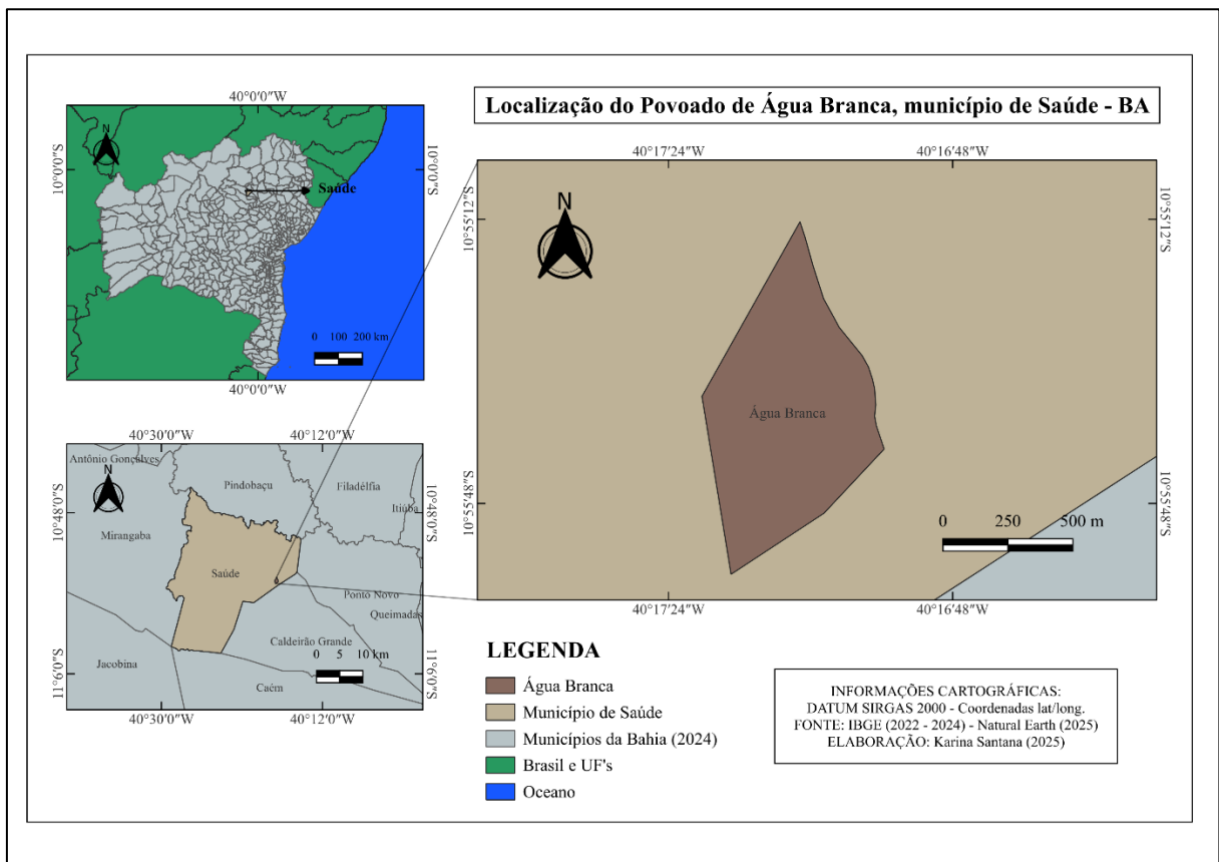 Localização do Povoado de Água Branca, município de Saúde - BA
40°0'0"W
N
10°0'0"S
10°0'0"S
Saúde
0 100 200 km
40°0'0"W
40°30'0"W
40°12'0"W
Antônio Gonçalves
N
Pindobaçu
Filadélfia
Itiúba
10°48'0"S
10°48'0"S
Mirangaba
Saúde
Ponto Novo
Queimadas
Caldeirão Grande
0 5 10 km
Jacobina
Caém
11°6'0"S
11°6'0"S
40°30'0"W
40°12'0"W
40°17'24"W
40°16'48"W
N
10°55'12"S
10°55'12"S
Água Branca
10°55'48"S
10°55'48"S
0 250 500 m
40°17'24"W
40°16'48"W
LEGENDA
Água Branca
Município de Saúde
Municípios da Bahia (2024)
Brasil e UF's
Oceano
INFORMAÇÕES CARTOGRÁFICAS:
DATUM SIRGAS 2000 - Coordenadas lat/long.
FONTE: IBGE (2022 - 2024) - Natural Earth (2025)
ELABORAÇÃO: Karina Santana (2025)